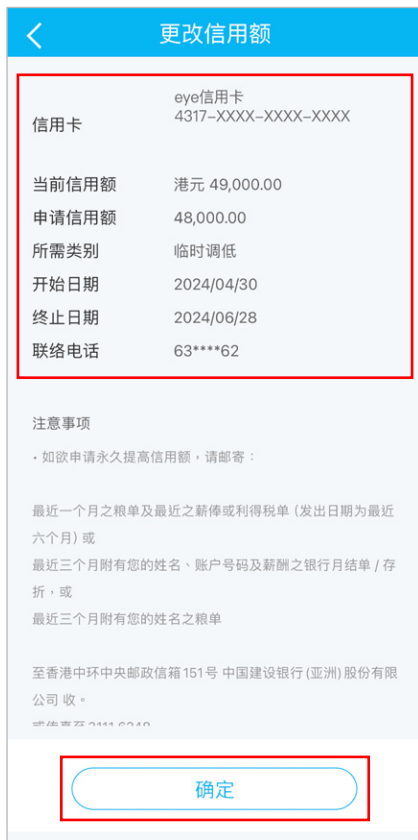 更改信用额
eye信用卡
信用卡 4317-XXXX-XXXX-XXXX
当前信用额 港元 49,000.00
申请信用额 48,000.00
所需类别 临时调低
开始日期 2024/04/30
终止日期 2024/06/28
联络电话 63****62
注意事项
・如欲申请永久提高信用额，请邮寄：
最近一个月之粮单及最近之薪俸或利得税单 (发出日期为最近
六个月) 或
最近三个月附有您的姓名、账户号码及薪酬之银行月结单 / 存
折，或
最近三个月附有您的姓名之粮单
至香港中环中央邮政信箱151号 中国建设银行(亚洲)股份有限
公司 收。
或传真至 3111 6348
确定